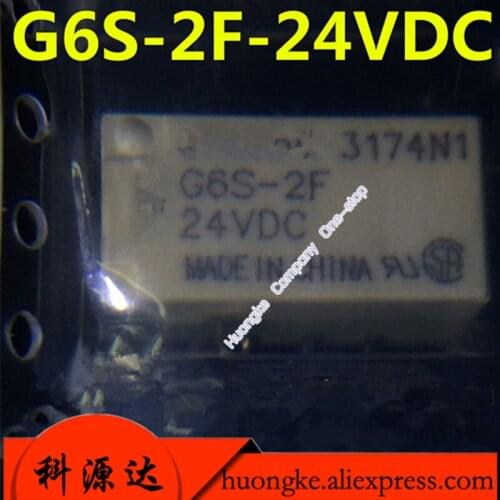 G6S-2F-24VDC
3174N1
G6S-2F
24VDC
MADE IN CHINA
Huongke Company One-stop
科源达
huongke.aliexpress.com/